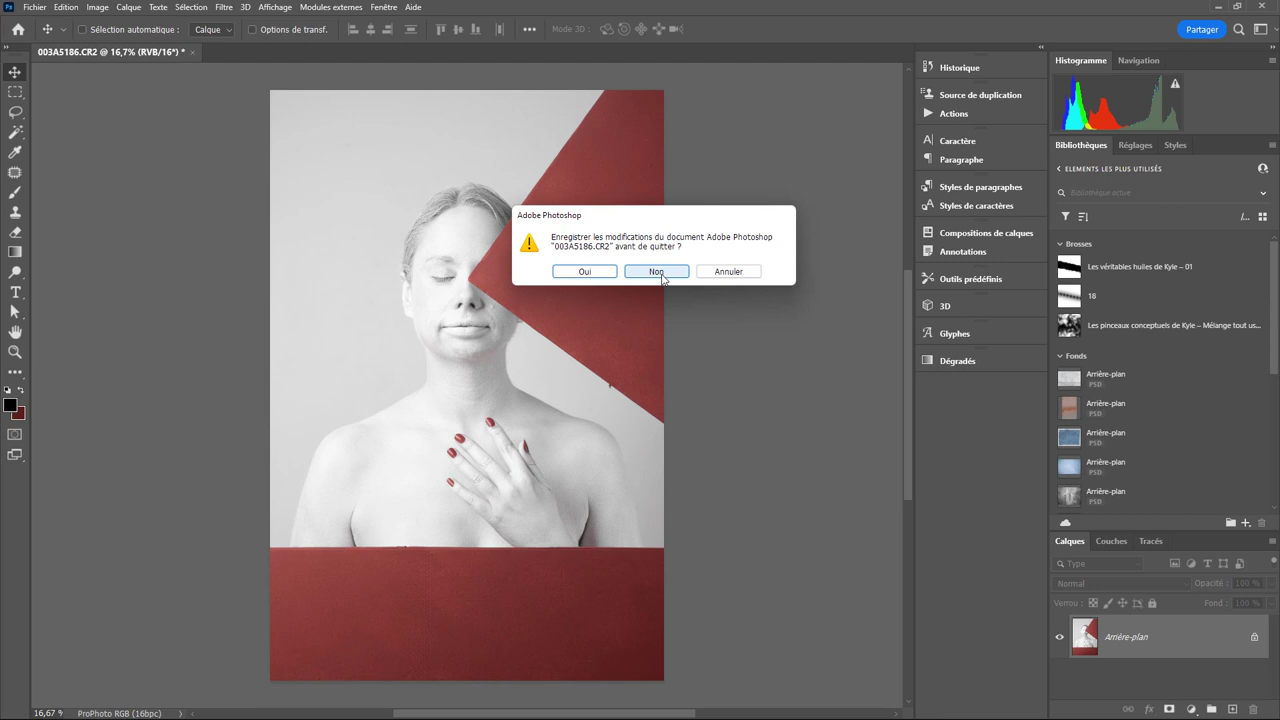 Ps Fichier Edition Image Calque Texte Sélection Filtre 3D Affichage Modules externes Fenêtre Aide
Sélection automatique : Calque Options de transf. Mode 3D : Partager
003A5186.CR2 @ 16,7% (RVB/16*) *
Historique
Source de duplication
Actions
Caractère
Paragraphe
Styles de paragraphes
Styles de caractères
Compositions de calques
Annotations
Outils prédéfinis
3D
Glyphes
Dégradés
Histogramme Navigation
Bibliothèques Réglages Styles
ELEMENTS LES PLUS UTILISÉS
Bibliothèque active
Brosses
Les véritables huiles de Kyle – 01
18
Les pinceaux conceptuels de Kyle – Mélange tout us...
Fonds
Arrière-plan
PSD
Arrière-plan
PSD
Arrière-plan
PSD
Arrière-plan
PSD
Arrière-plan
PSD
Calques Couches Tracés
Type
Normal Opacité : 100 %
Verrou : Fond : 100 %
Arrière-plan
Adobe Photoshop
Enregistrer les modifications du document Adobe Photoshop
"003A5186.CR2" avant de quitter ?
Oui Non Annuler
16,67 % ProPhoto RGB (16bpc)